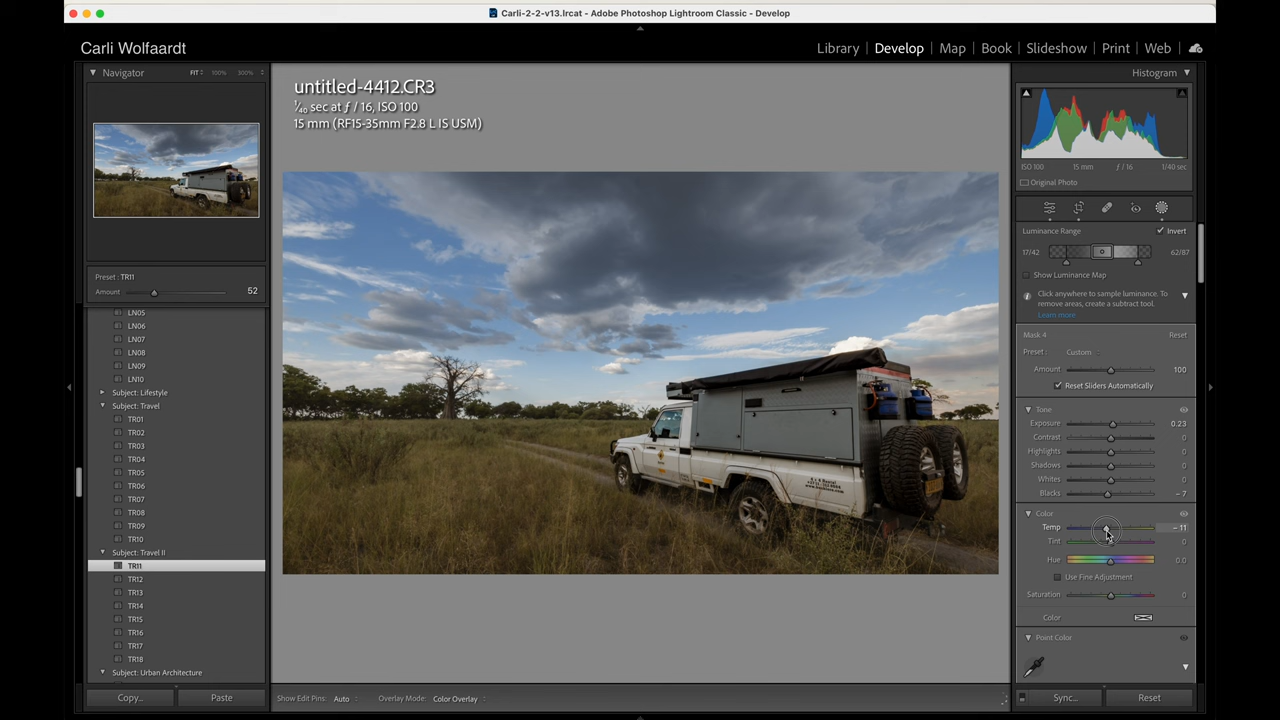 Carli-2-2-v13.lrcat - Adobe Photoshop Lightroom Classic - Develop
Carli Wolfaardt
Library | Develop | Map | Book | Slideshow | Print | Web
Navigator FIT 100% 300%
Preset : TR11
Amount 52
LN05
LN06
LN07
LN08
LN09
LN10
Subject: Lifestyle
Subject: Travel
TR01
TR02
TR03
TR04
TR05
TR06
TR07
TR08
TR09
TR10
Subject: Travel II
TR11
TR12
TR13
TR14
TR15
TR16
TR17
TR18
Subject: Urban Architecture
Copy... Paste
untitled-4412.CR3
1/40 sec at ƒ / 16, ISO 100
15 mm (RF15-35mm F2.8 L IS USM)
Show Edit Pins: Auto Overlay Mode: Color Overlay
Histogram
ISO 100 15 mm ƒ / 16 1/40 sec
Original Photo
Luminance Range Invert
17/42 62/87
Show Luminance Map
Click anywhere to sample luminance. To
remove areas, create a subtract tool.
Learn more
Mask 4 Reset
Preset : Custom
Amount 100
Reset Sliders Automatically
Tone
Exposure 0.23
Contrast 0
Highlights 0
Shadows 0
Whites 0
Blacks – 7
Color
Temp – 11
Tint 0
Hue 0.0
Use Fine Adjustment
Saturation 0
Color
Point Color
Sync... Reset